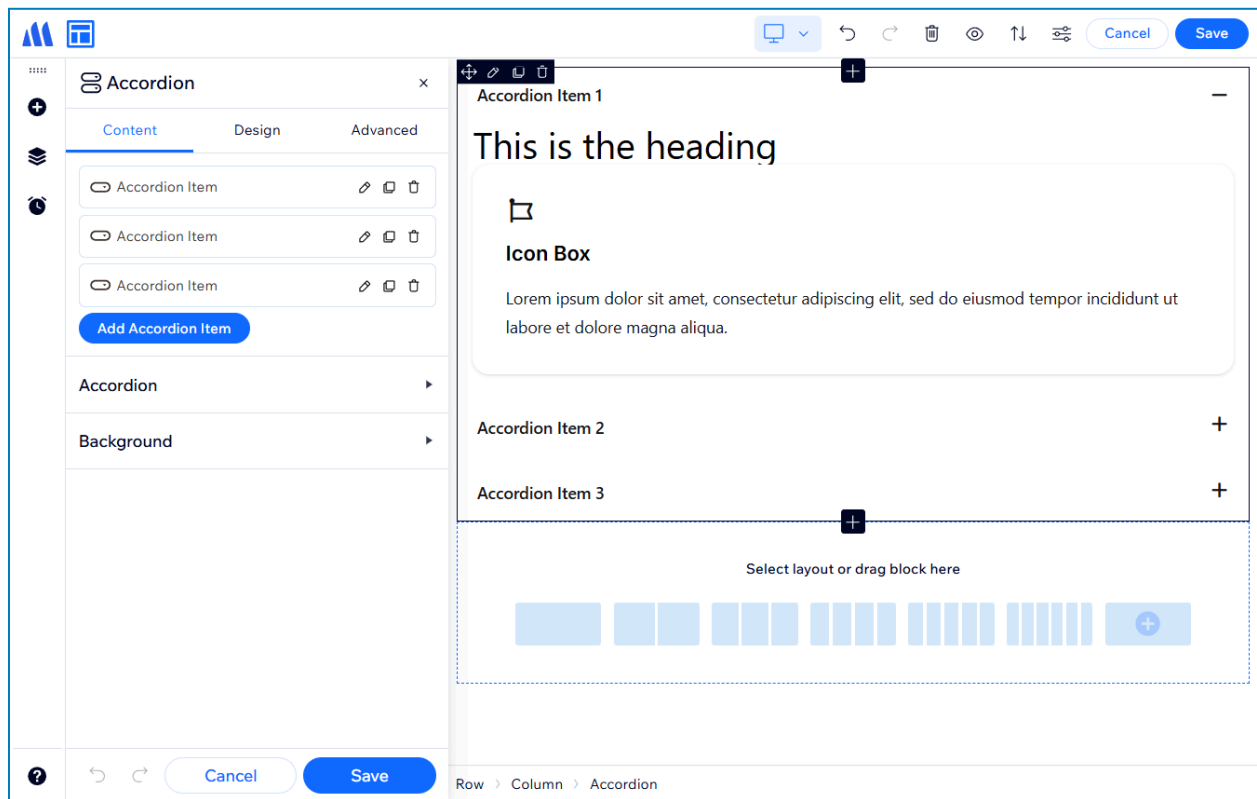 Cancel
Save
Accordion
Content
Design
Advanced
Accordion Item
Accordion Item
Accordion Item
Add Accordion Item
Accordion
Background
Cancel
Save
Accordion Item 1
This is the heading
Icon Box
Lorem ipsum dolor sit amet, consectetur adipiscing elit, sed do eiusmod tempor incididunt ut
labore et dolore magna aliqua.
Accordion Item 2
Accordion Item 3
Select layout or drag block here
Row
Column
Accordion